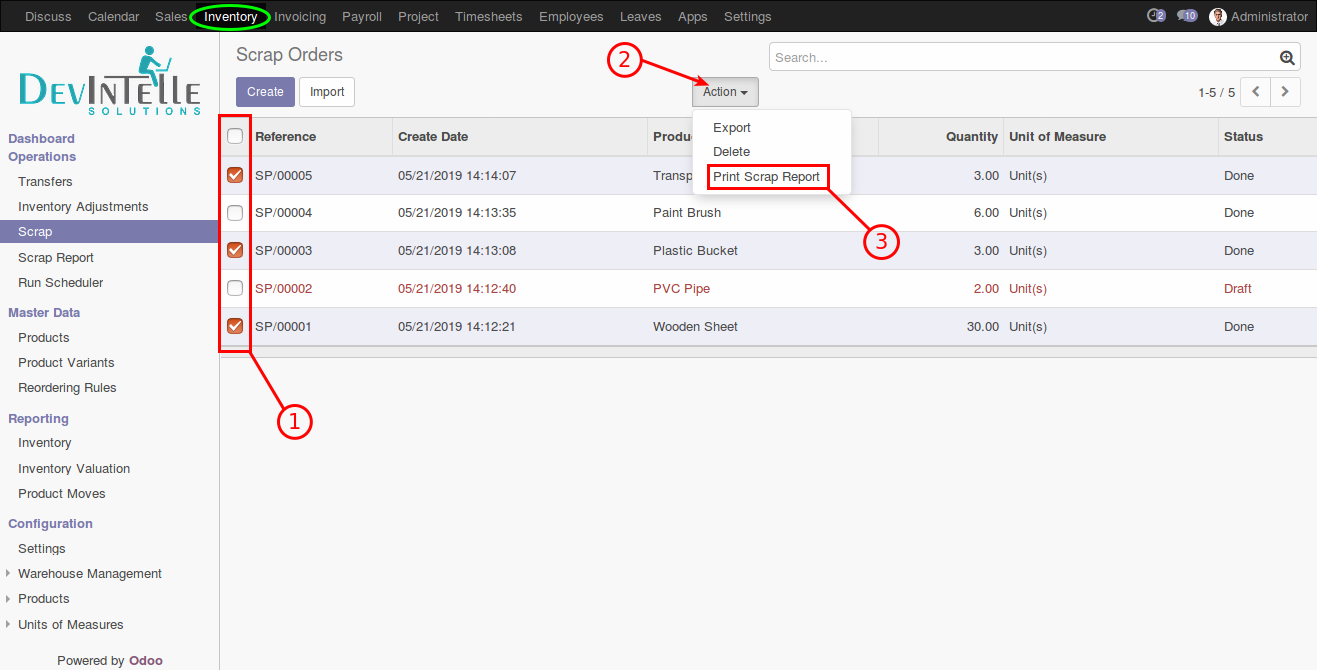 Discuss Calendar Sales Inventory Invoicing Payroll Project Timesheets Employees Leaves Apps Settings 2 10 Administrator
DEVINTELLE
SOLUTIONS
Dashboard
Operations
Transfers
Inventory Adjustments
Scrap
Scrap Report
Run Scheduler
Master Data
Products
Product Variants
Reordering Rules
Reporting
Inventory
Inventory Valuation
Product Moves
Configuration
Settings
Warehouse Management
Products
Units of Measures
Powered by Odoo
Scrap Orders
Search...
Create Import
2
Action
1-5 / 5
Export
Delete
Print Scrap Report
Reference Create Date Quantity Unit of Measure Status
SP/00005 05/21/2019 14:14:07 3.00 Unit(s) Done
SP/00004 05/21/2019 14:13:35 Paint Brush 6.00 Unit(s) Done
SP/00003 05/21/2019 14:13:08 Plastic Bucket 3.00 Unit(s) Done
SP/00002 05/21/2019 14:12:40 PVC Pipe 2.00 Unit(s) Draft
SP/00001 05/21/2019 14:12:21 Wooden Sheet 30.00 Unit(s) Done
3
1